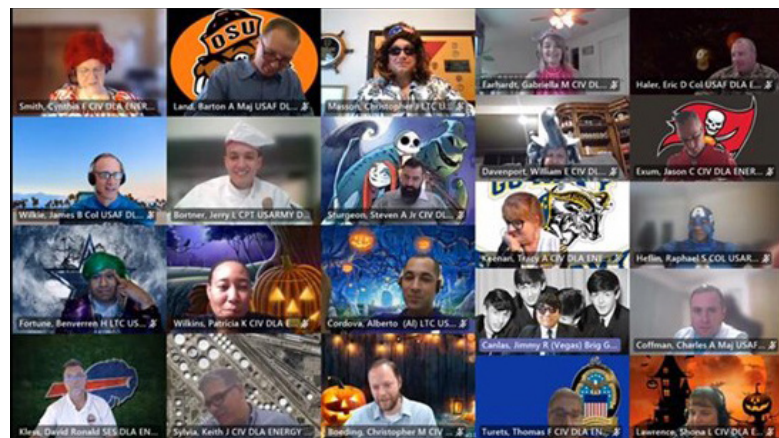 OSU
Smith, Cynthia E CIV DLA ENER...
Land, Barton A Maj USAF DL...
Masson, Christopher J LTC U...
Earhardt, Gabriella M CIV DL...
Haler, Eric D Col USAF DLA E...
Wilkie, James B Col USAF DL...
Bortner, Jerry L CPT USARMY D...
Sturgeon, Steven A Jr CIV DL...
Davenport, William E CIV DL...
Exum, Jason C CIV DLA ENER...
Keenan, Tracy A CIV DLA ENE...
Heflin, Raphael S COL USAR...
Fortune, Benverren H LTC US...
Wilkins, Patricia K CIV DLA E...
Cordova, Alberto (Al) LTC US...
Canlas, Jimmy R (Vegas) Brig G...
Coffman, Charles A Maj USAF...
Kless, David Ronald SES DLA EN...
Sylvia, Keith J CIV DLA ENERGY ...
Boeding, Christopher M CIV ...
Turets, Thomas F CIV DLA EN...
Lawrence, Shona L CIV DLA E...